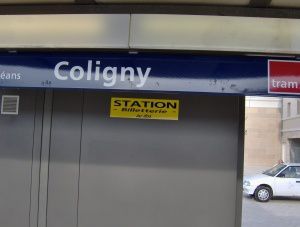 éans
Coligny
tram
STATION
- Billetterie -